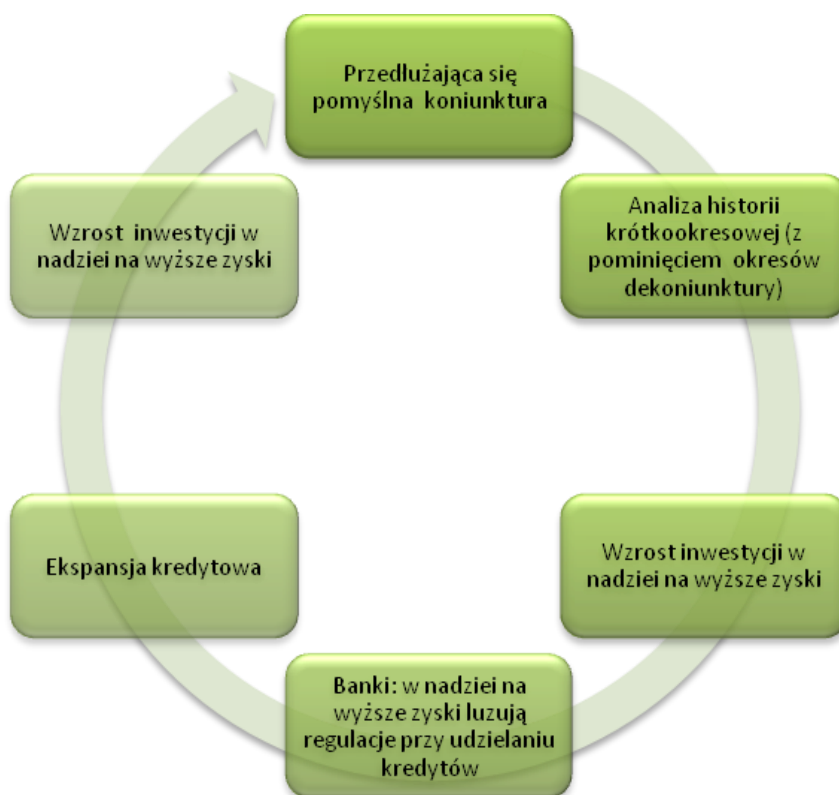 Przedłużająca się
pomyślna koniunktura
Analiza historii
krótkookresowej (z
pominięciem okresów
dekoniunktury)
Wzrost inwestycji w
nadziei na wyższe zyski
Banki: w nadziei na
wyższe zyski luzują
regulacje przy udzielaniu
kredytów
Ekspansja kredytowa
Wzrost inwestycji w
nadziei na wyższe zyski